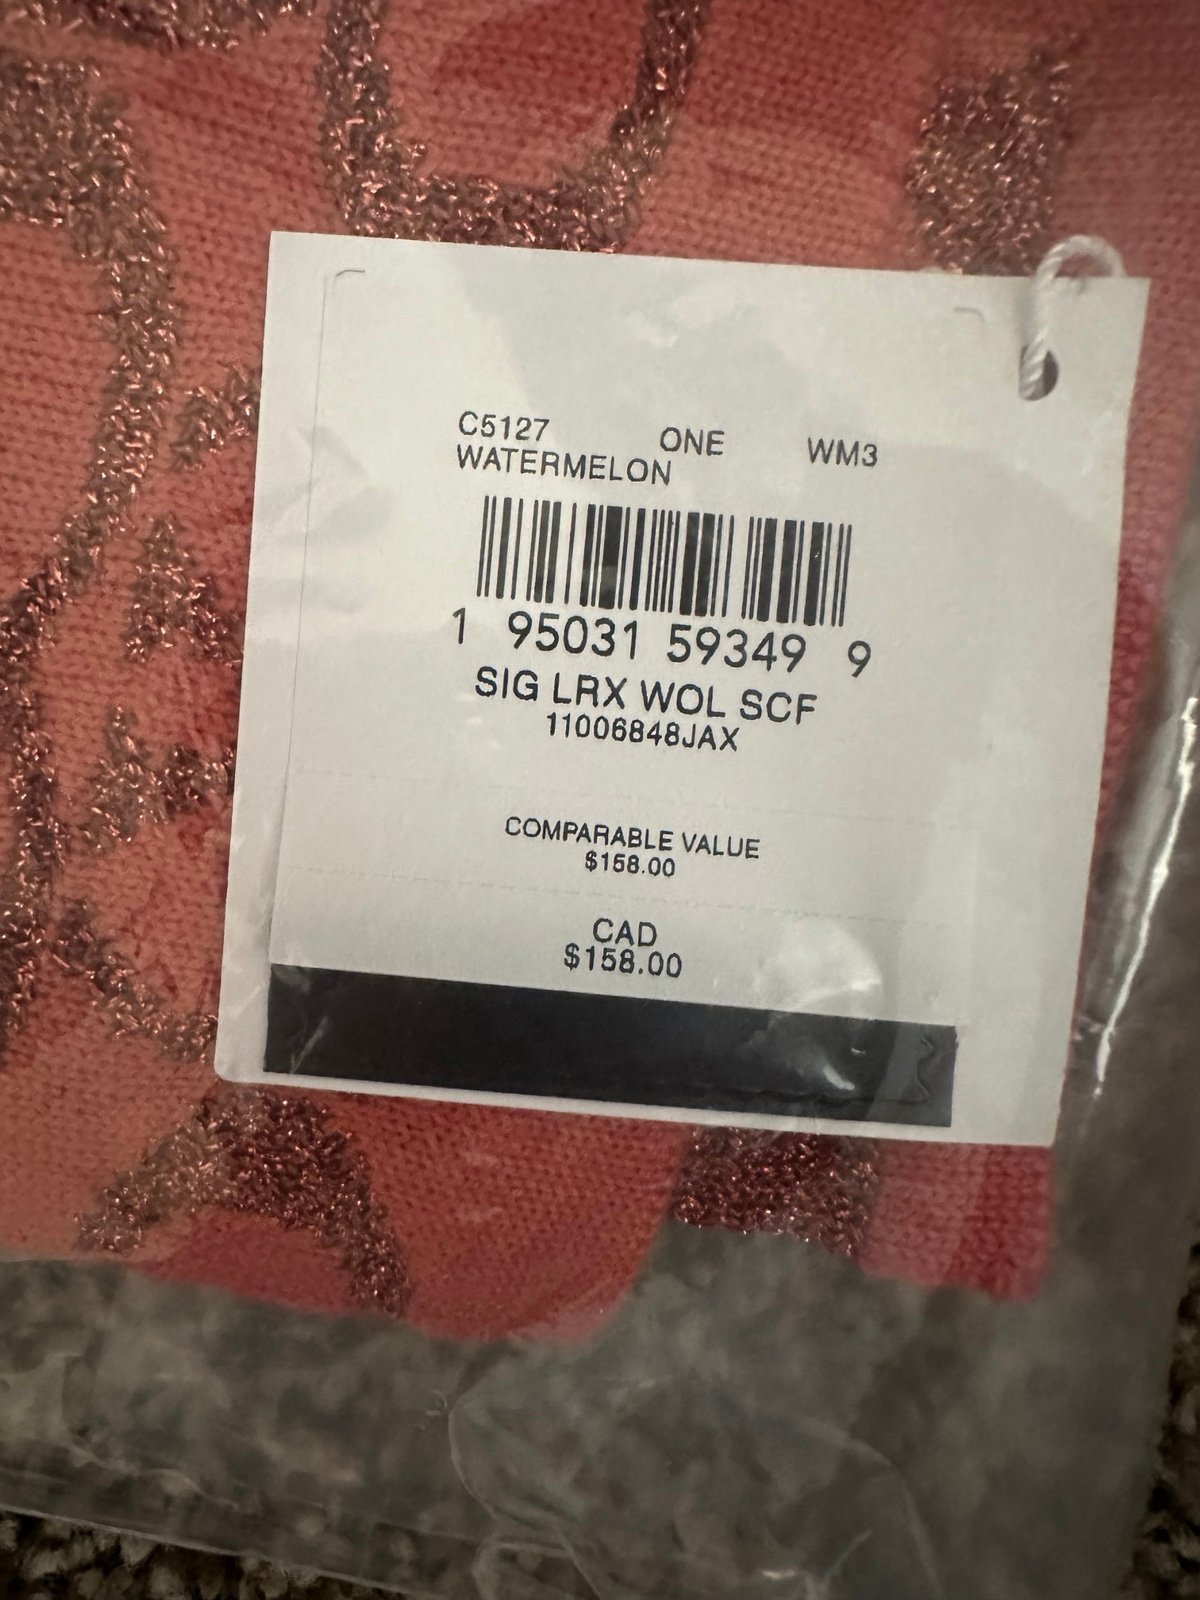 C5127 ONE WM3
WATERMELON
1 95031 59349 9
SIG LRX WOL SCF
11006848JAX
COMPARABLE VALUE
$158.00
CAD
$158.00